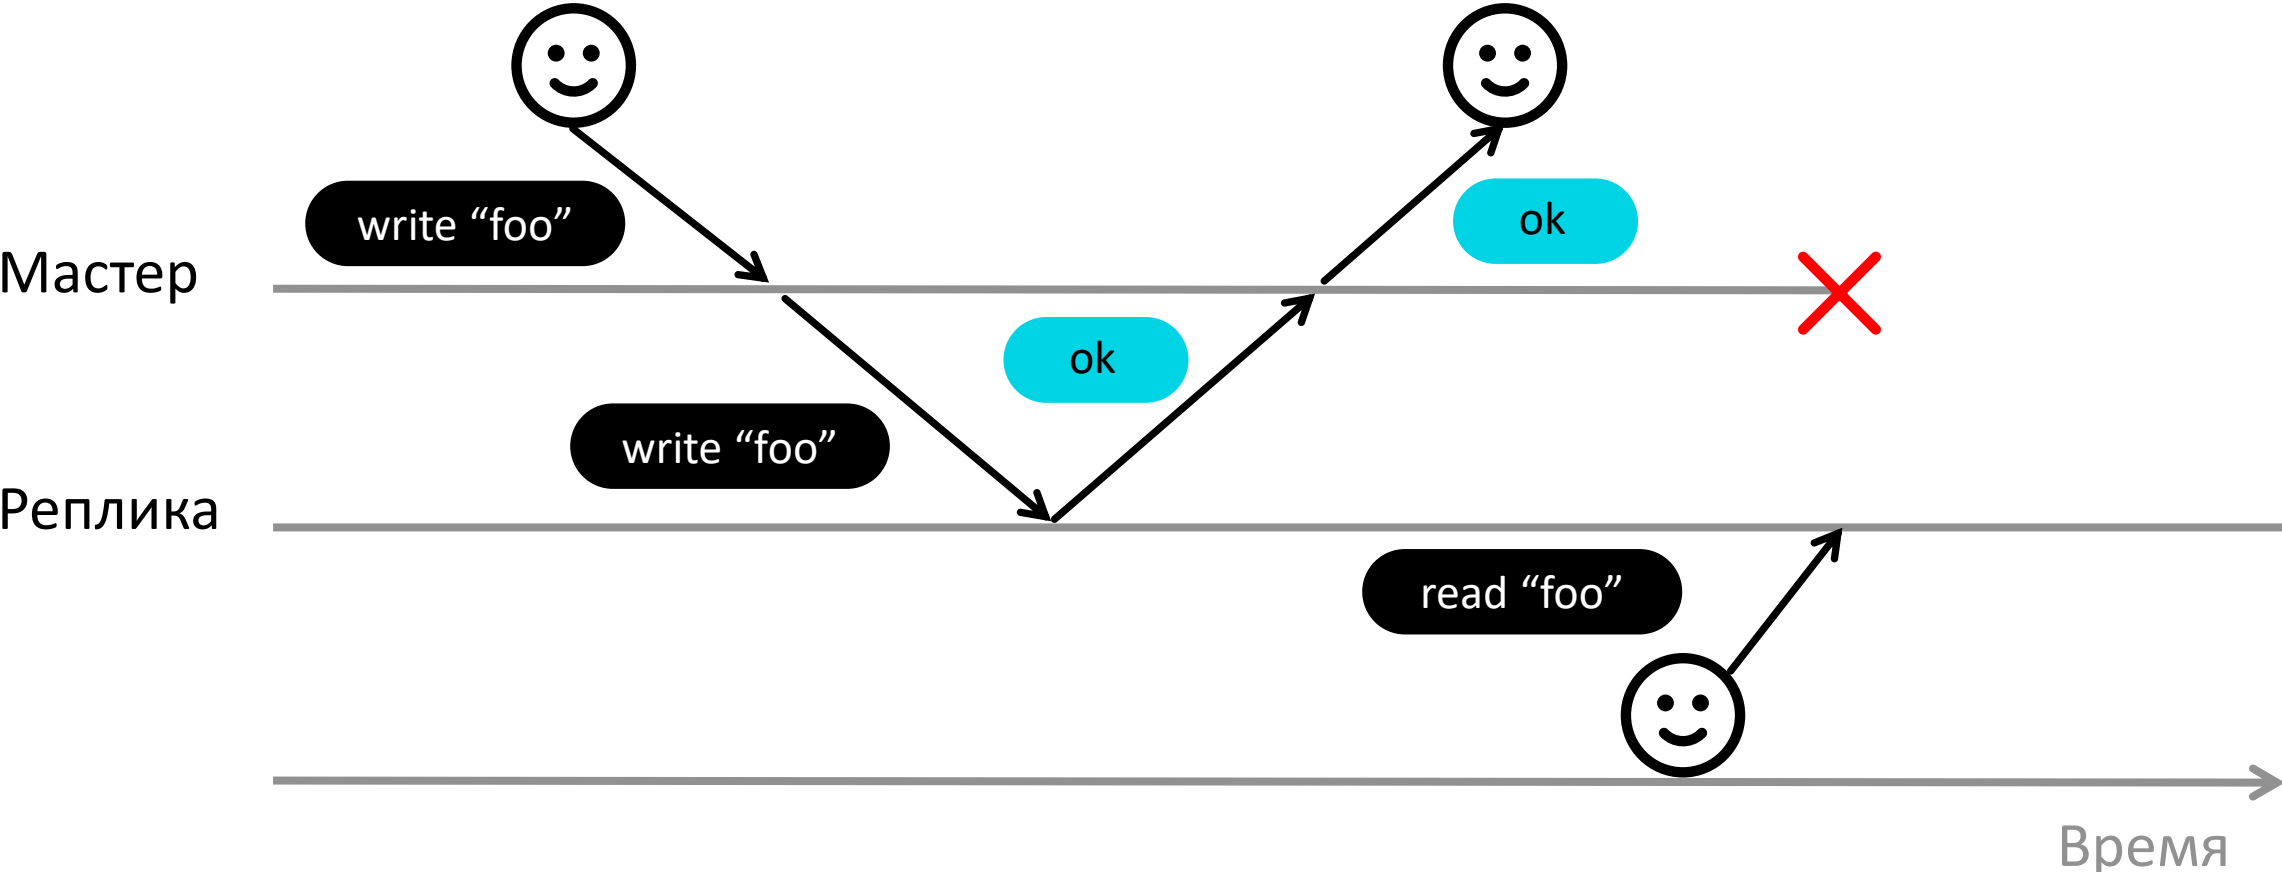 write “foo”
ok
Мастер
ok
write “foo”
Реплика
read “foo”
Время